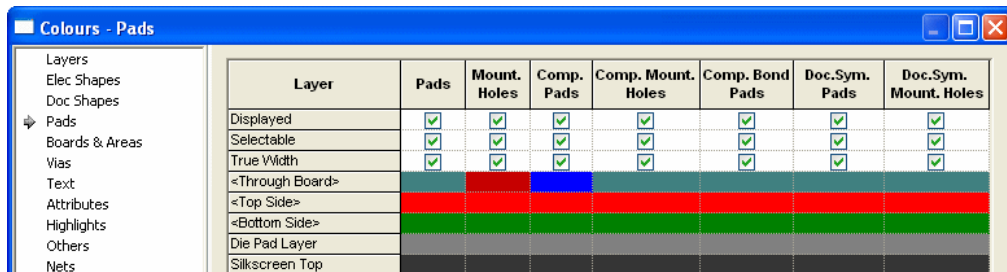 Colours - Pads
Layers
Elec Shapes
Doc Shapes
Pads
Boards & Areas
Vias
Text
Attributes
Highlights
Others
Nets
Layer Pads Mount. Holes Comp. Pads Comp. Mount. Holes Comp. Bond Pads Doc.Sym. Pads Doc.Sym. Mount. Holes
Displayed
Selectable
True Width
<Through Board>
<Top Side>
<Bottom Side>
Die Pad Layer
Silkscreen Top